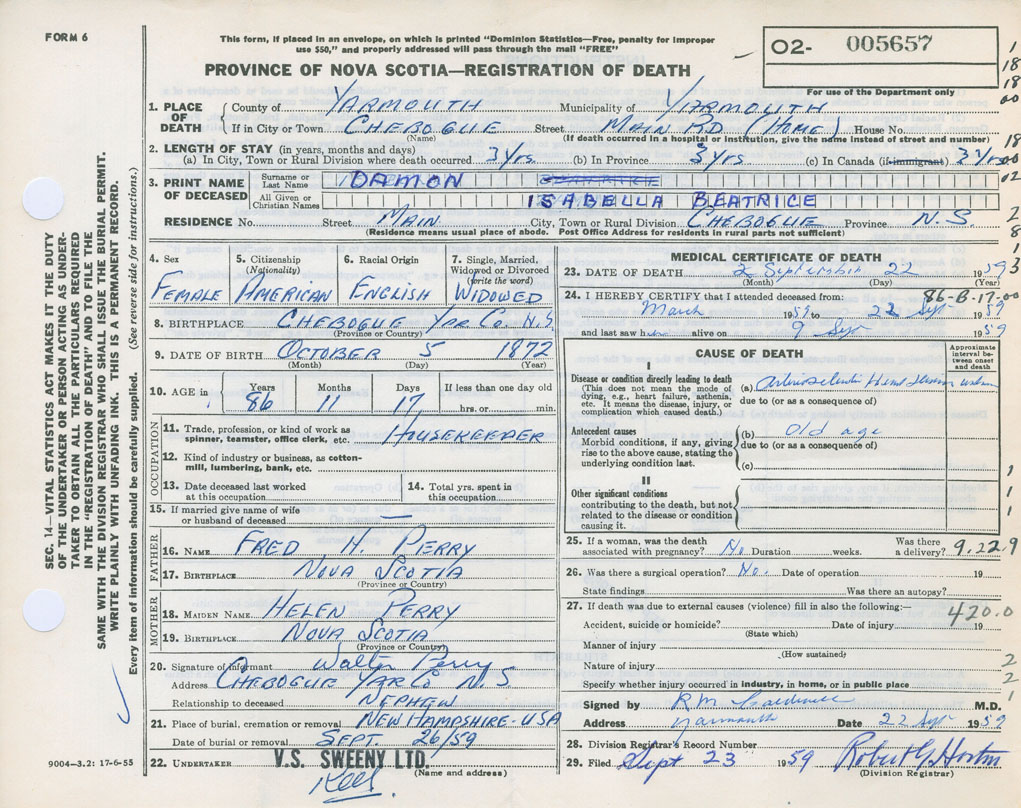 FORM 6
This form, if placed in an envelope, on which is printed "Dominion Statistics—Free, penalty for improper
use $50," and properly addressed will pass through the mail "FREE"
O2- 005657
For use of the Department only
PROVINCE OF NOVA SCOTIA—REGISTRATION OF DEATH
1. PLACE OF DEATH
County of YARMOUTH Municipality of YARMOUTH
If in City or Town CHEBOGUE Street MAIN RD (HOME) House No.
(Name) (If death occurred in a hospital or institution, give the name instead of street and number)
2. LENGTH OF STAY (in years, months and days)
(a) In City, Town or Rural Division where death occurred 3 yrs. (b) In Province 3 yrs. (c) In Canada (if immigrant) 3 yrs
3. PRINT NAME OF DECEASED
Surname or Last Name DAMON
All Given or Christian Names ISABELLA BEATRICE
RESIDENCE No. Street MAIN City, Town or Rural Division CHEBOGUE Province N.S.
(Residence means usual place of abode. Post Office Address for residents in rural parts not sufficient)
4. Sex FEMALE
5. Citizenship (Nationality) AMERICAN
6. Racial Origin ENGLISH
7. Single, Married, Widowed or Divorced (write the word) WIDOWED
8. BIRTHPLACE CHEBOGUE YAR CO. N.S.
(Province or Country)
9. DATE OF BIRTH OCTOBER 5 1872
(Month) (Day) (Year)
10. AGE in Years 86 Months 11 Days 17 If less than one day old hrs. or min.
OCCUPATION
11. Trade, profession, or kind of work as spinner, teamster, office clerk, etc. HOUSEKEEPER
12. Kind of industry or business, as cotton-mill, lumbering, bank, etc.
13. Date deceased last worked at this occupation
14. Total yrs. spent in this occupation
15. If married give name of wife or husband of deceased —
FATHER
16. NAME FRED H. PERRY
17. BIRTHPLACE NOVA SCOTIA
(Province or Country)
MOTHER
18. MAIDEN NAME HELEN PERRY
19. BIRTHPLACE NOVA SCOTIA
(Province or Country)
20. Signature of informant Walter Perry
Address CHEBOGUE YAR CO N.S
Relationship to deceased NEPHEW
21. Place of burial, cremation or removal NEW HAMPSHIRE - USA
Date of burial or removal SEPT. 26/59
22. UNDERTAKER V.S. SWEENY LTD.
(Name and address)
MEDICAL CERTIFICATE OF DEATH
23. DATE OF DEATH September 22 1959
(Month) (Day)
24. I HEREBY CERTIFY that I attended deceased from: 86-B-17-00
March 1959 to 22 Sept 1959
and last saw her alive on 9 Sept 1959
CAUSE OF DEATH
Approximate interval between onset and death
I
Disease or condition directly leading to death
(This does not mean the mode of dying, e.g., heart failure, asthenia, etc. It means the disease, injury, or complication which caused death.)
(a)
due to (or as a consequence of)
Antecedent causes
Morbid conditions, if any, giving rise to the above cause, stating the underlying condition last.
(b) Old age
due to (or as a consequence of)
(c)
II
Other significant conditions
contributing to the death, but not related to the disease or condition causing it.
25. If a woman, was the death associated with pregnancy? No Duration weeks. Was there a delivery? 9.22.9
26. Was there a surgical operation? No. Date of operation 19
State findings Was there an autopsy?
27. If death was due to external causes (violence) fill in also the following:— 420.0
Accident, suicide or homicide? Date of injury 19
(State which)
Manner of injury
(How sustained)
Nature of injury
Specify whether injury occurred in industry, in home, or in public place
Signed by M.D.
Address Yarmouth Date 22 Sept 1959
28. Division Registrar's Record Number
29. Filed Sept 23 1959
(Division Registrar)
SEC. 14—VITAL STATISTICS ACT MAKES IT THE DUTY
OF THE UNDERTAKER OR PERSON ACTING AS UNDER-
TAKER TO OBTAIN ALL THE PARTICULARS REQUIRED
IN THE "REGISTRATION OF DEATH" AND TO FILE THE
SAME WITH THE DIVISION REGISTRAR WHO SHALL ISSUE THE BURIAL PERMIT.
WRITE PLAINLY WITH UNFADING INK. THIS IS A PERMANENT RECORD.
Every item of information should be carefully supplied. (See reverse side for instructions.)
9004-3.2: 17-6-55